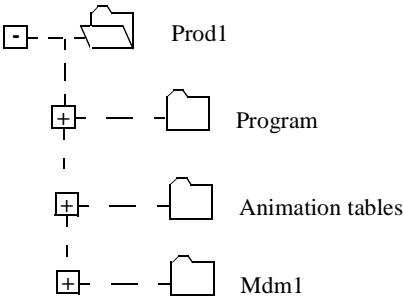 - Prod1
+ Program
+ Animation tables
+ Mdm1